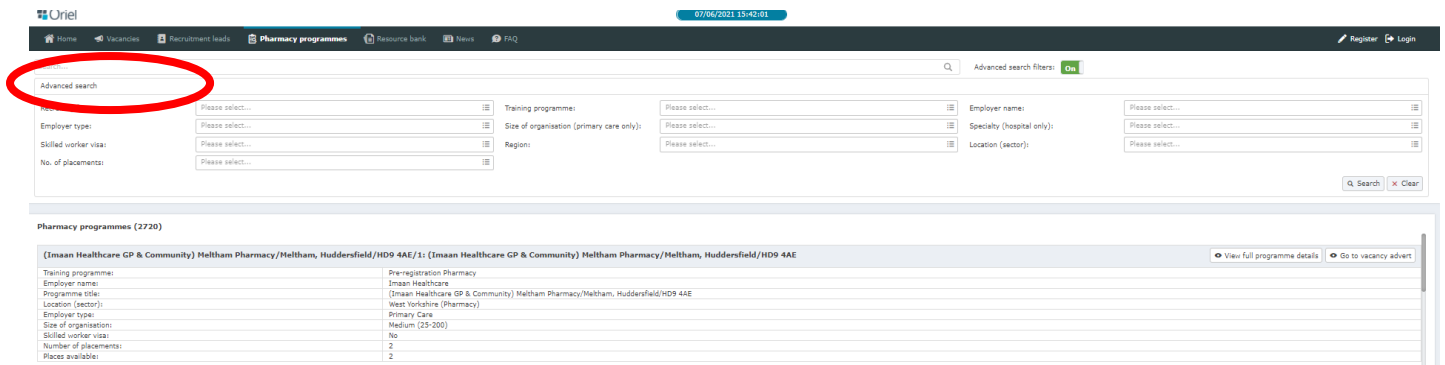 Oriel
07/06/2021 15:42:01
Home Vacancies Recruitment leads Pharmacy programmes Resource bank News FAQ Register Login
Advanced search filters: On
Advanced search
Please select... Training programme: Please select... Employer name: Please select...
Employer type: Please select... Size of organisation (primary care only): Please select... Specialty (hospital only): Please select...
Skilled worker visa: Please select... Region: Please select... Location (sector): Please select...
No. of placements: Please select...
Search Clear
Pharmacy programmes (2720)
(Imaan Healthcare GP & Community) Meltham Pharmacy/Meltham, Huddersfield/HD9 4AE/1: (Imaan Healthcare GP & Community) Meltham Pharmacy/Meltham, Huddersfield/HD9 4AE View full programme details Go to vacancy advert
Training programme: Pre-registration Pharmacy
Employer name: Imaan Healthcare
Programme title: (Imaan Healthcare GP & Community) Meltham Pharmacy/Meltham, Huddersfield/HD9 4AE
Location (sector): West Yorkshire (Pharmacy)
Employer type: Primary Care
Size of organisation: Medium (25-200)
Skilled worker visa: No
Number of placements: 2
Places available: 2